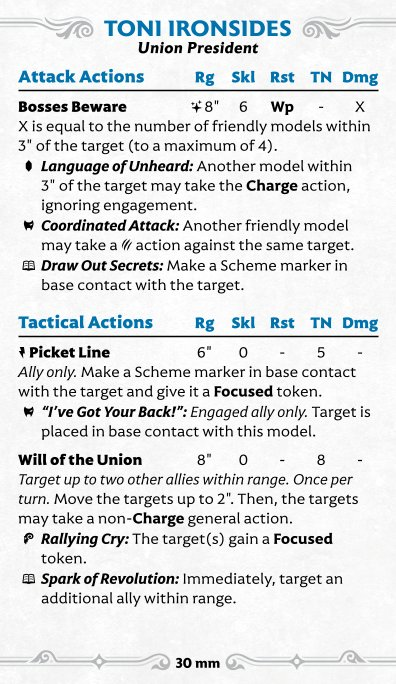 TONI IRONSIDES
Union President
Attack Actions Rg Skl Rst TN Dmg
Bosses Beware 8" 6 Wp - X
X is equal to the number of friendly models within
3" of the target (to a maximum of 4).
Language of Unheard: Another model within
3" of the target may take the Charge action,
ignoring engagement.
Coordinated Attack: Another friendly model
may take a action against the same target.
Draw Out Secrets: Make a Scheme marker in
base contact with the target.
Tactical Actions Rg Skl Rst TN Dmg
Picket Line 6" 0 - 5 -
Ally only. Make a Scheme marker in base contact
with the target and give it a Focused token.
“I’ve Got Your Back!”: Engaged ally only. Target is
placed in base contact with this model.
Will of the Union 8" 0 - 8 -
Target up to two other allies within range. Once per
turn. Move the targets up to 2". Then, the targets
may take a non-Charge general action.
Rallying Cry: The target(s) gain a Focused
token.
Spark of Revolution: Immediately, target an
additional ally within range.
30 mm